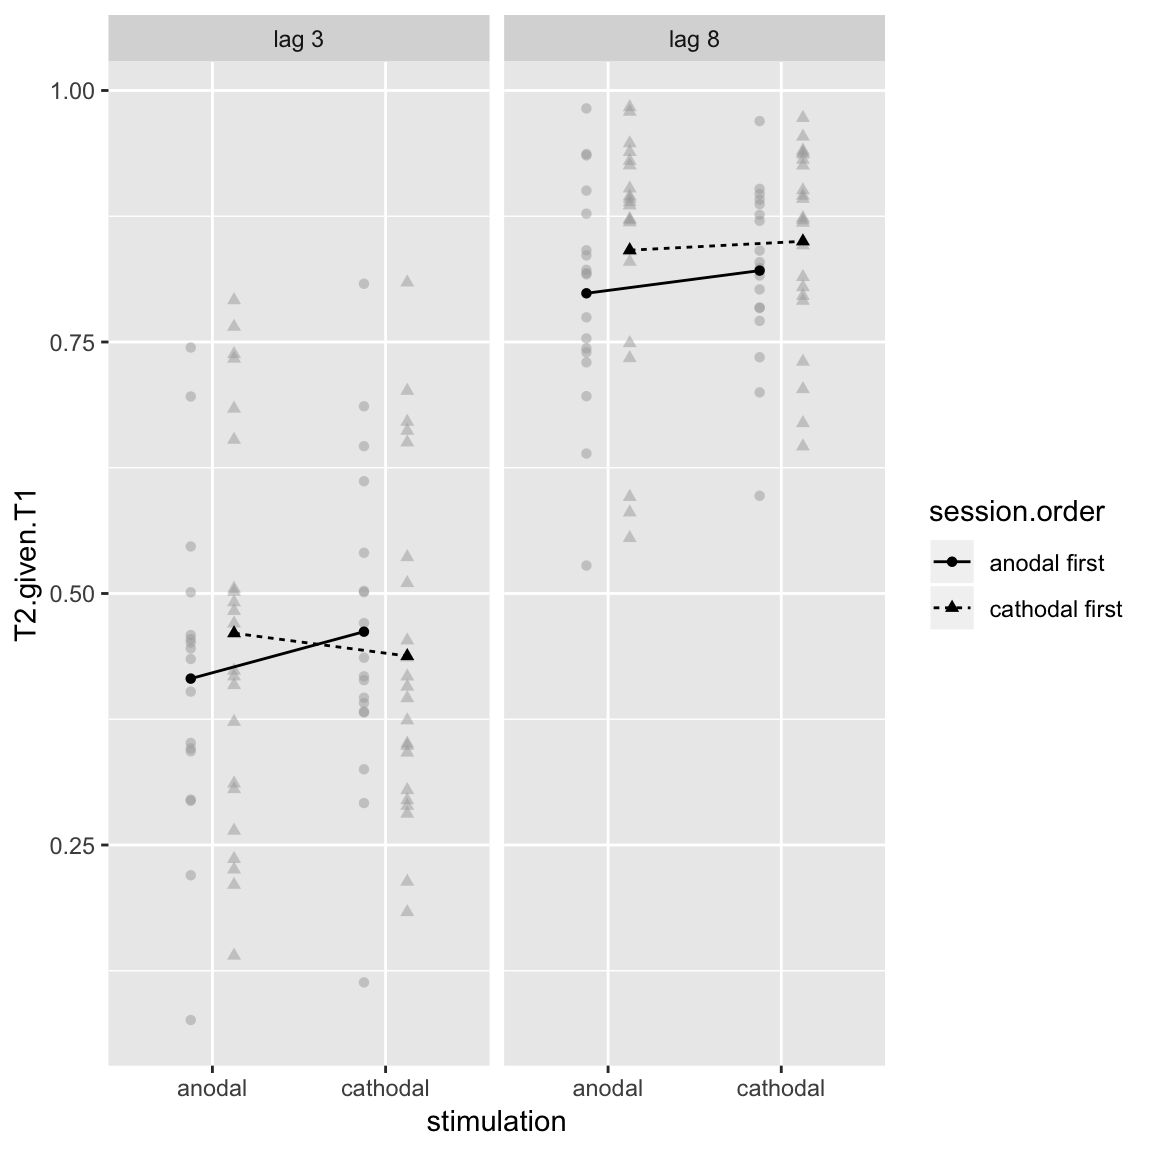 lag 3
lag 8
1.00
0.75
0.50
0.25
T2.given.T1
anodal
cathodal
anodal
cathodal
stimulation
session.order
anodal first
cathodal first